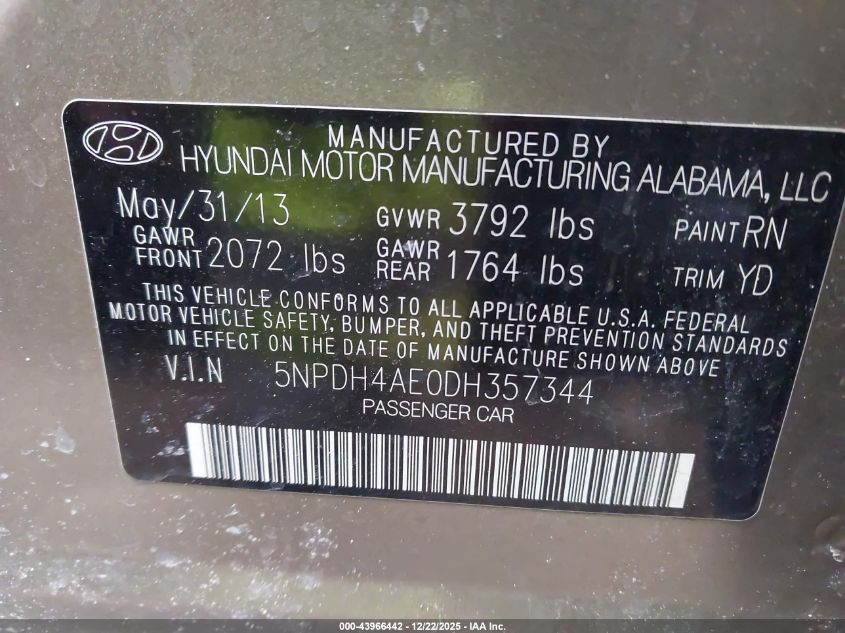 MANUFACTURED BY
HYUNDAI MOTOR MANUFACTURING ALABAMA, LLC
May/31/13 GVWR 3792 lbs PAINT RN
GAWR FRONT 2072 lbs GAWR REAR 1764 lbs TRIM YD
THIS VEHICLE CONFORMS TO ALL APPLICABLE U.S.A. FEDERAL
MOTOR VEHICLE SAFETY, BUMPER, AND THEFT PREVENTION STANDARDS
IN EFFECT ON THE DATE OF MANUFACTURE SHOWN ABOVE
V.I.N 5NPDH4AE0DH357344
PASSENGER CAR
000-43966442 - 12/22/2025 - IAA Inc.